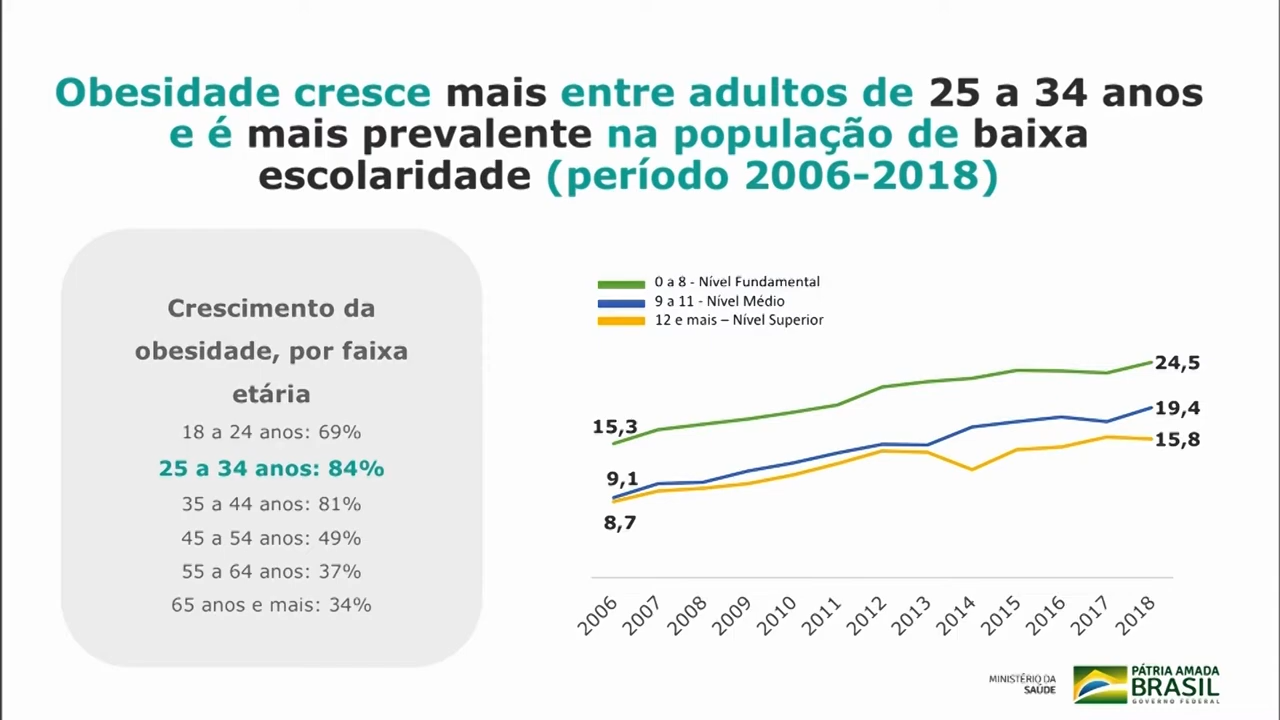 Obesidade cresce mais entre adultos de 25 a 34 anos
e é mais prevalente na população de baixa
escolaridade (período 2006-2018)
Crescimento da
obesidade, por faixa
etária
18 a 24 anos: 69%
25 a 34 anos: 84%
35 a 44 anos: 81%
45 a 54 anos: 49%
55 a 64 anos: 37%
65 anos e mais: 34%
0 a 8 - Nível Fundamental
9 a 11 - Nível Médio
12 e mais – Nível Superior
24,5
19,4
15,8
15,3
9,1
8,7
2006
2007
2008
2009
2010
2011
2012
2013
2014
2015
2016
2017
2018
MINISTÉRIO DA
SAÚDE
PÁTRIA AMADA
BRASIL
GOVERNO FEDERAL